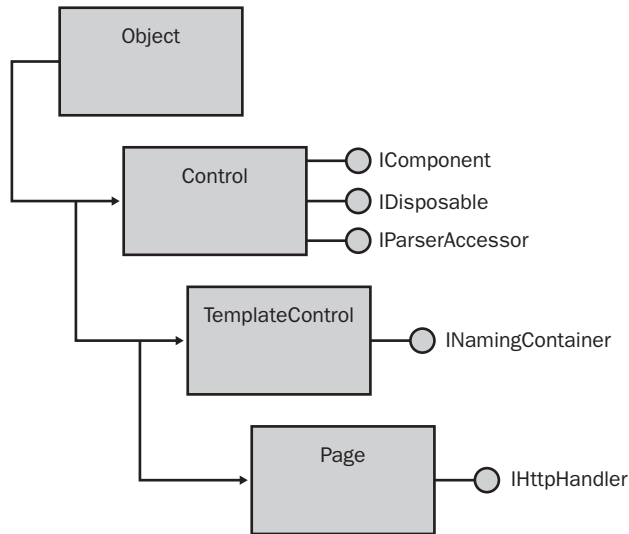 Object
Control
IComponent
IDisposable
IParserAccessor
TemplateControl
INamingContainer
Page
IHttpHandler